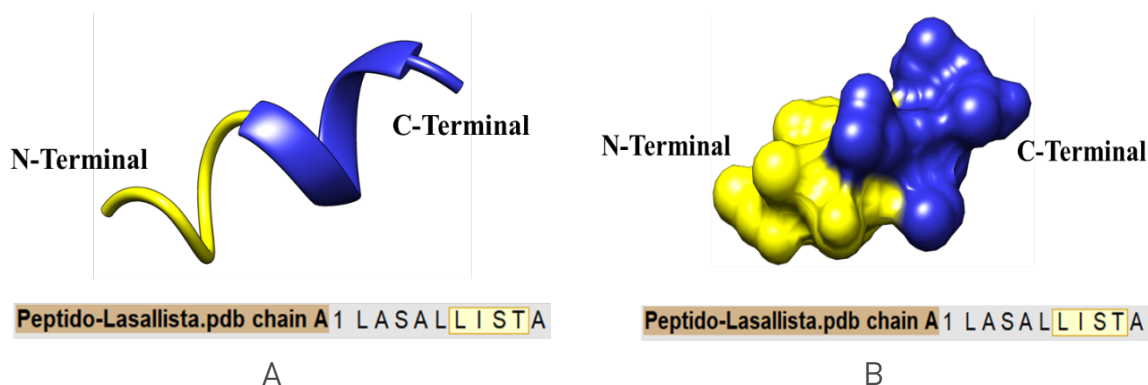 N-Terminal
C-Terminal
Peptido-Lasallista.pdb chain A 1 L A S A L L I S T A
A
N-Terminal
C-Terminal
Peptido-Lasallista.pdb chain A 1 L A S A L L I S T A
B